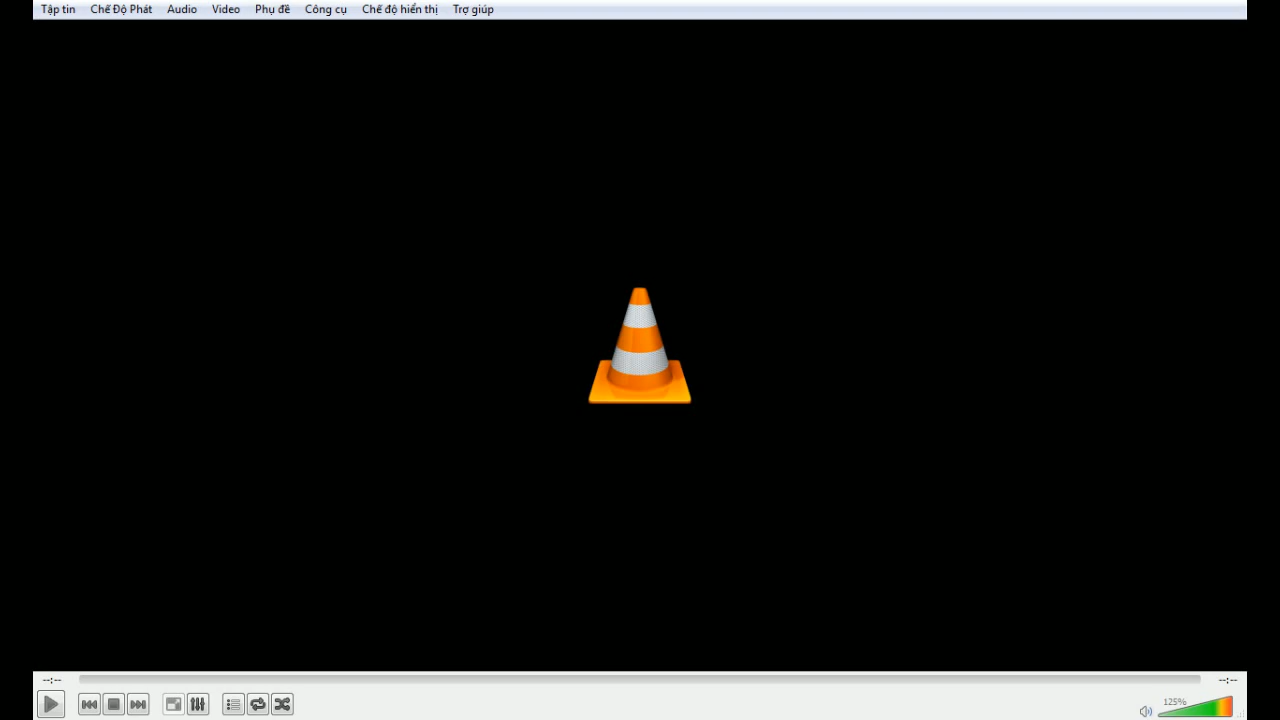 Tập tin Chế Độ Phát Audio Video Phụ đề Công cụ Chế độ hiển thị Trợ giúp
--:-- --:--
125%